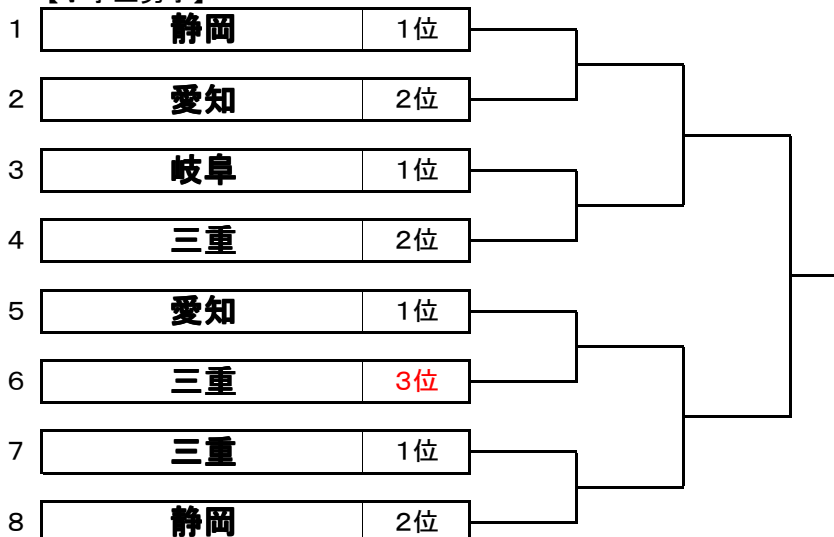 1 静岡 1位
2 愛知 2位
3 岐阜 1位
4 三重 2位
5 愛知 1位
6 三重 3位
7 三重 1位
8 静岡 2位